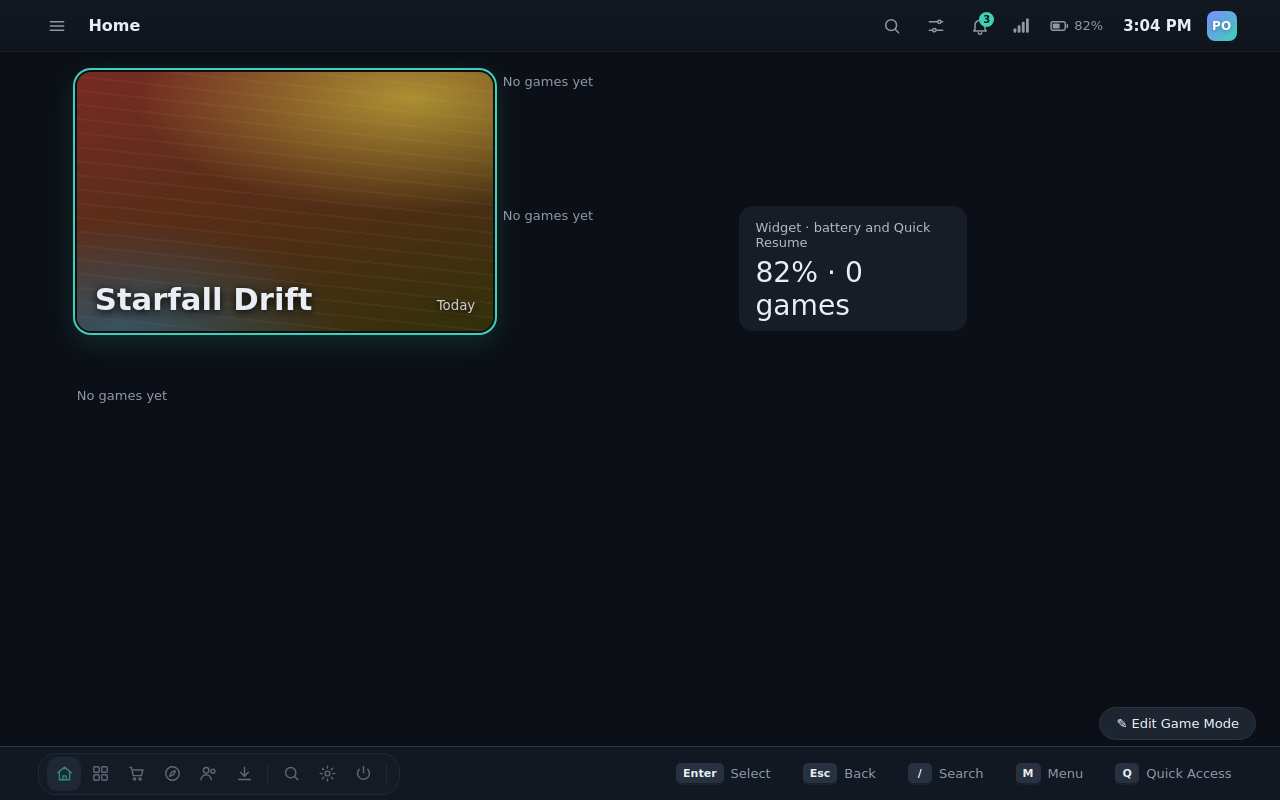 Home
3
82%
3:04 PM
PO
No games yet
No games yet
Widget · battery and Quick
Resume
82% · 0
games
Starfall Drift
Today
No games yet
✎ Edit Game Mode
Enter Select
Esc Back
/ Search
M Menu
Q Quick Access